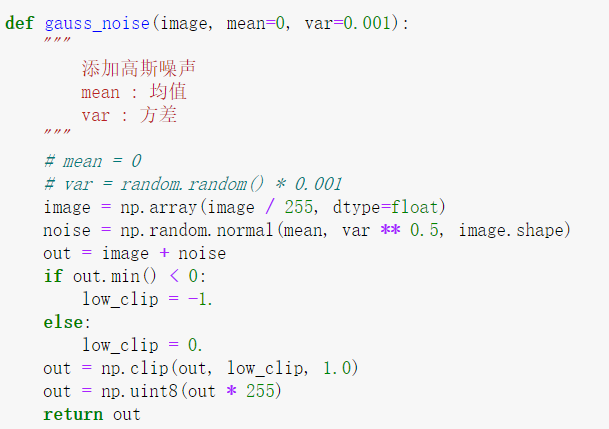 def gauss_noise(image, mean=0, var=0.001):
    """
        添加高斯噪声
        mean : 均值
        var : 方差
    """
    # mean = 0
    # var = random.random() * 0.001
    image = np.array(image / 255, dtype=float)
    noise = np.random.normal(mean, var ** 0.5, image.shape)
    out = image + noise
    if out.min() < 0:
        low_clip = -1.
    else:
        low_clip = 0.
    out = np.clip(out, low_clip, 1.0)
    out = np.uint8(out * 255)
    return out